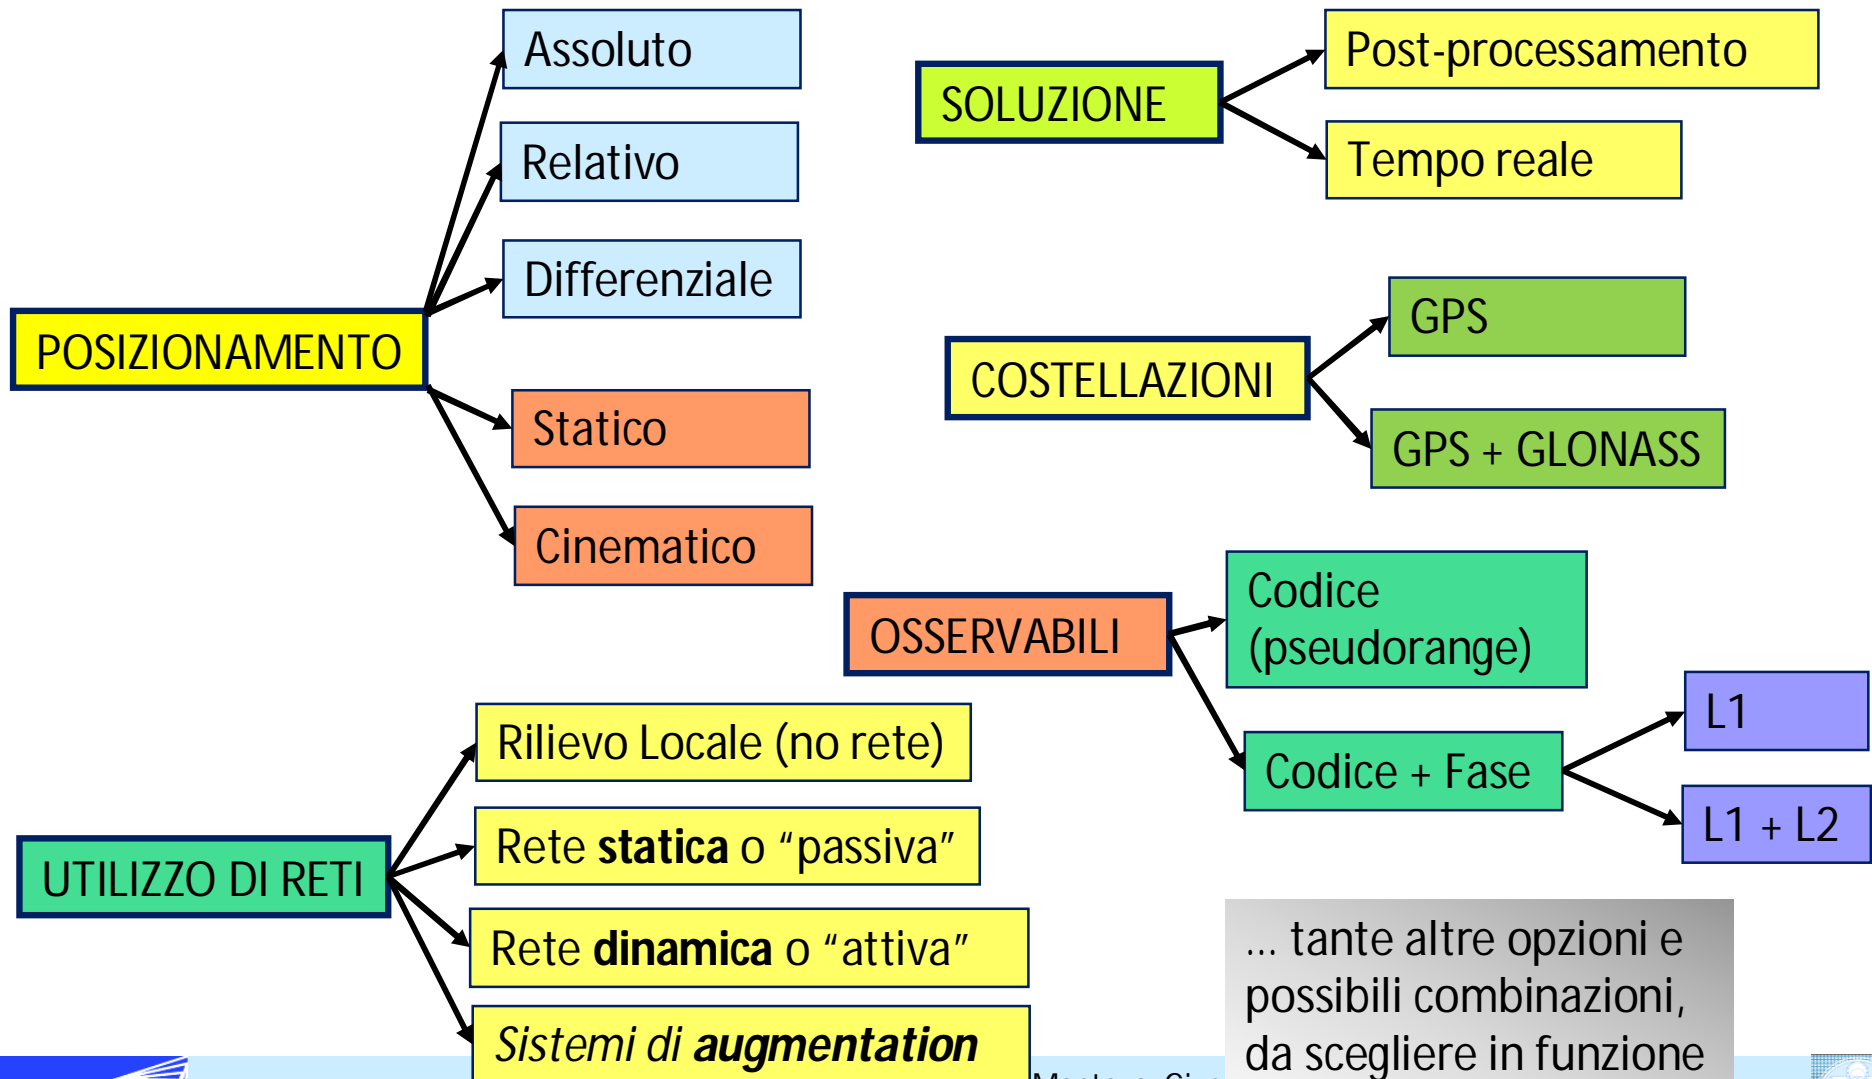 Assoluto
Relativo
Differenziale
POSIZIONAMENTO
Statico
Cinematico
SOLUZIONE
Post-processamento
Tempo reale
COSTELLAZIONI
GPS
GPS + GLONASS
OSSERVABILI
Codice
(pseudorange)
Codice + Fase
L1
L1 + L2
UTILIZZO DI RETI
Rilievo Locale (no rete)
Rete statica o “passiva”
Rete dinamica o “attiva”
Sistemi di augmentation
... tante altre opzioni e
possibili combinazioni,
da scegliere in funzione